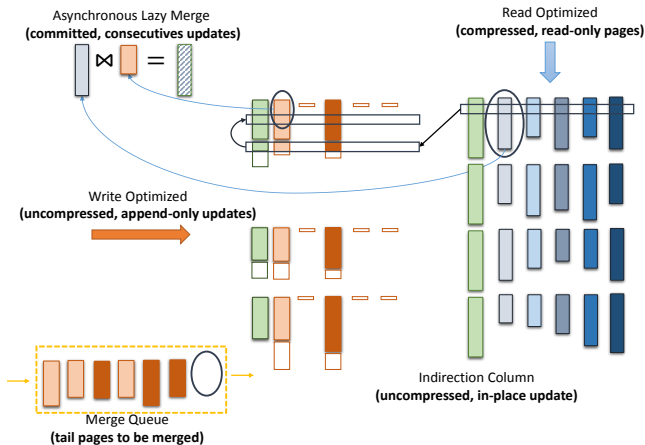 Asynchronous Lazy Merge
(committed, consecutives updates)
=
Read Optimized
(compressed, read-only pages)
Write Optimized
(uncompressed, append-only updates)
Indirection Column
(uncompressed, in-place update)
Merge Queue
(tail pages to be merged)